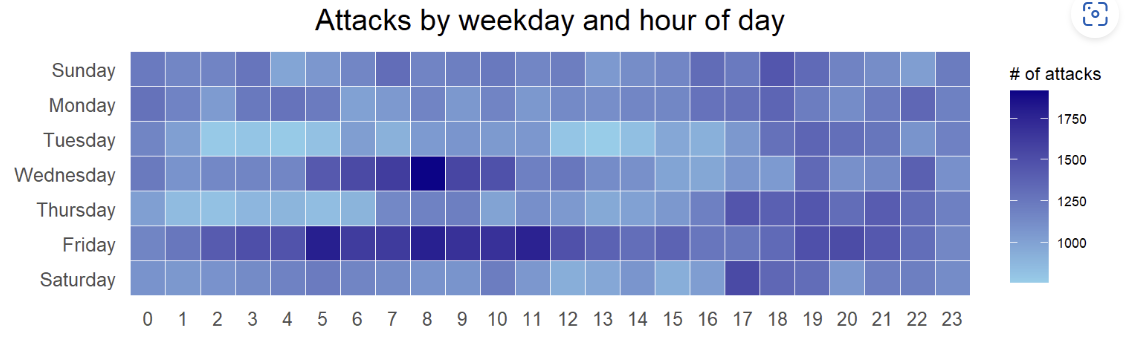 Attacks by weekday and hour of day
# of attacks
Sunday
Monday
Tuesday
Wednesday
Thursday
Friday
Saturday
1750
1500
1250
1000
0 1 2 3 4 5 6 7 8 9 10 11 12 13 14 15 16 17 18 19 20 21 22 23